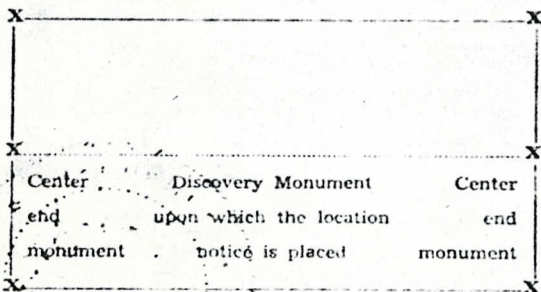 X X
X X
Center Discovery Monument Center
end upon which the location end
monument notice is placed monument
X X